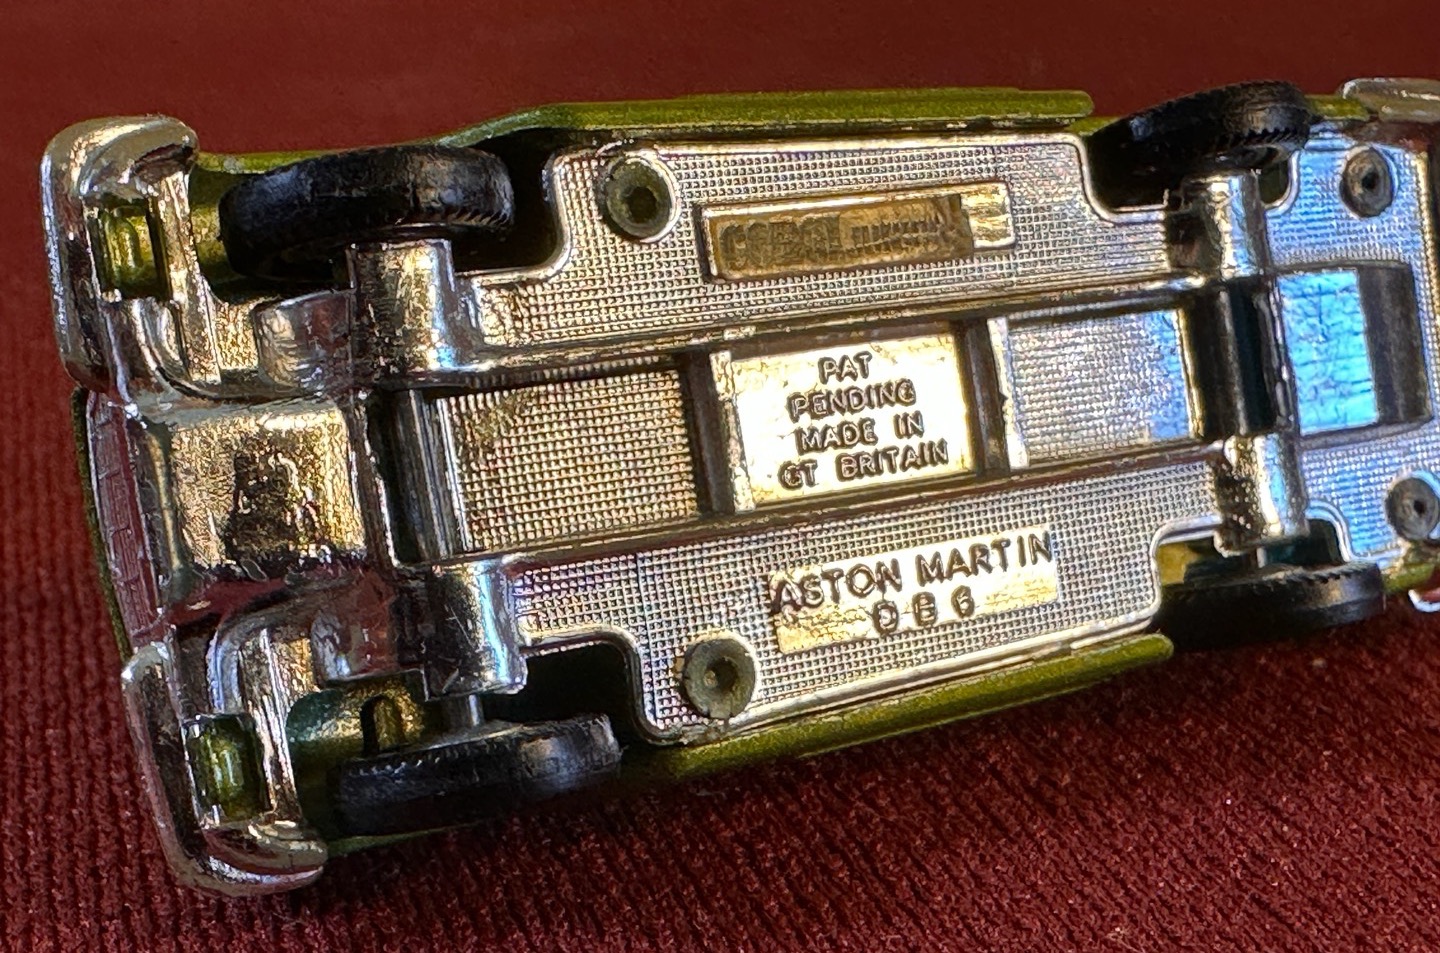 PAT
PENDING
MADE IN
GT BRITAIN
ASTON MARTIN
DB6